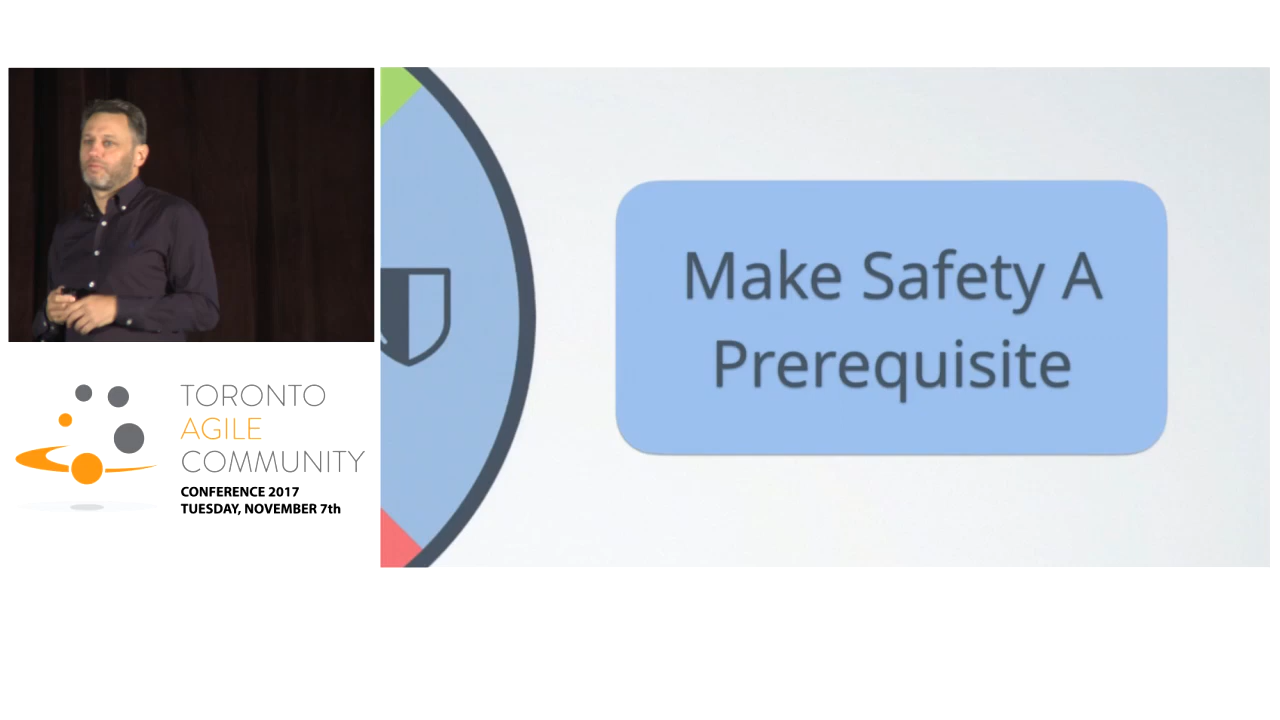 Make Safety A
Prerequisite
TORONTO
AGILE
COMMUNITY
CONFERENCE 2017
TUESDAY, NOVEMBER 7th